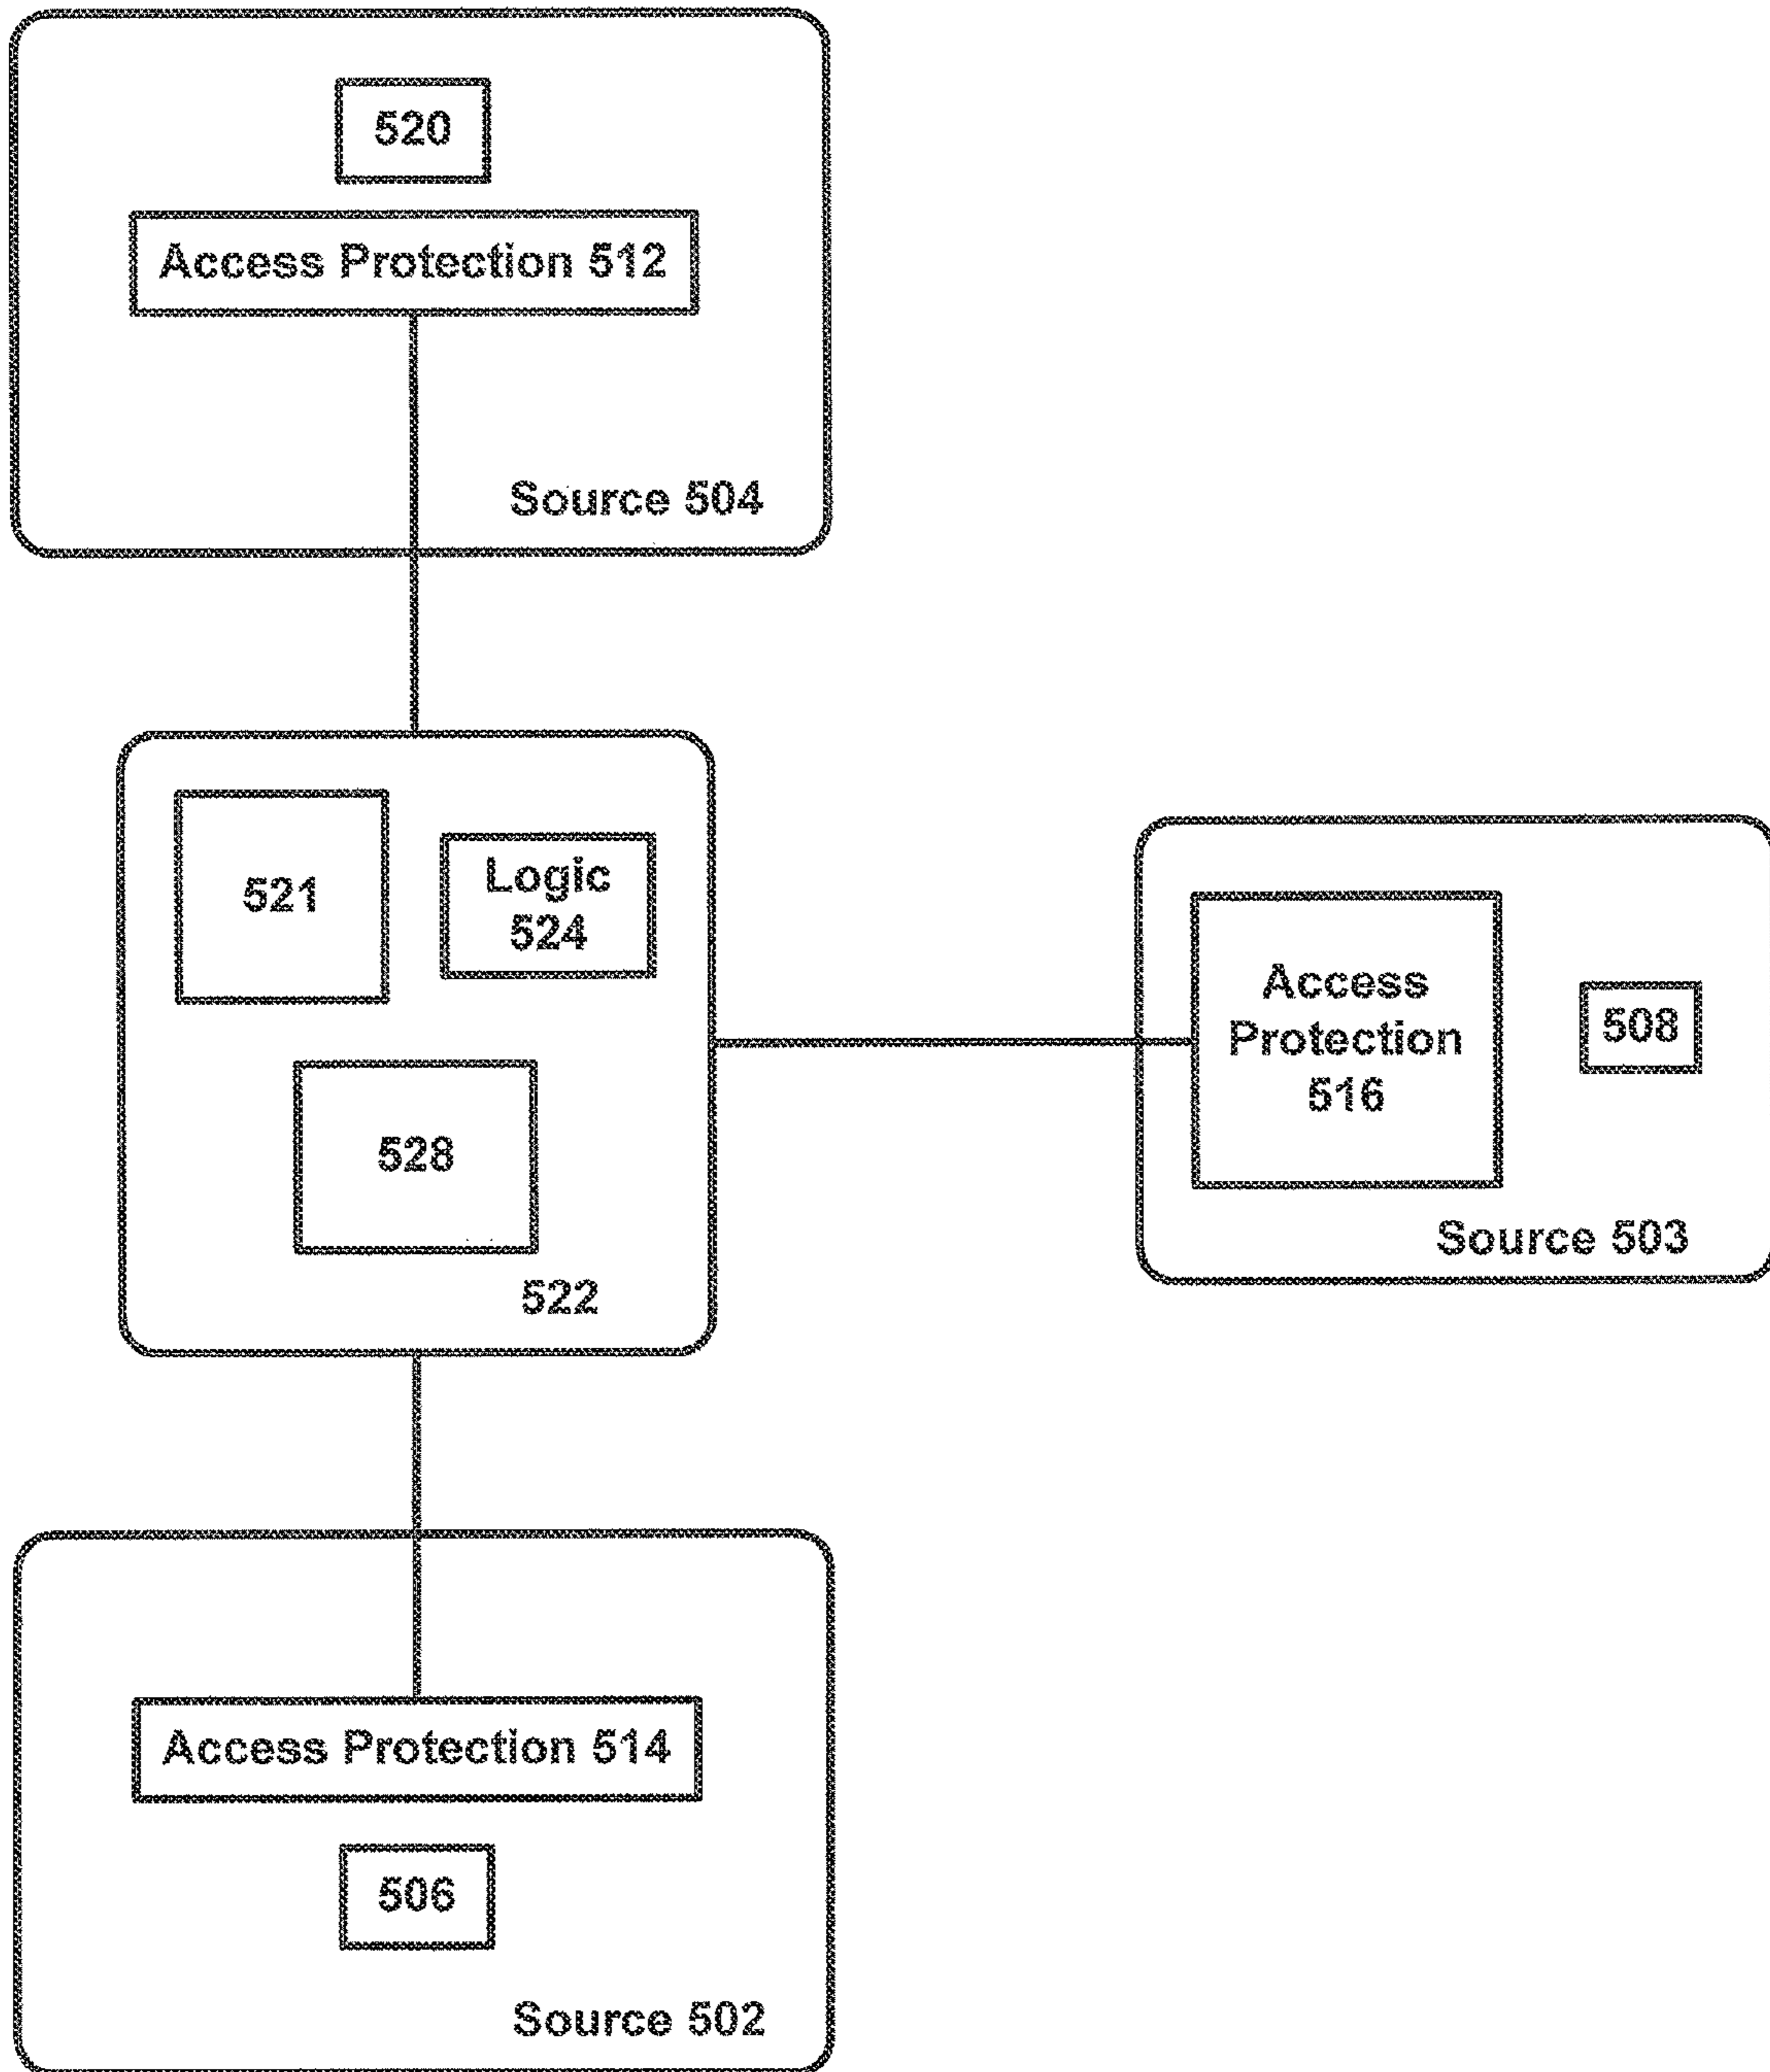 520
Access Protection 512
Source 504
521
Logic
524
528
522
Access
Protection
516
508
Source 503
Access Protection 514
506
Source 502